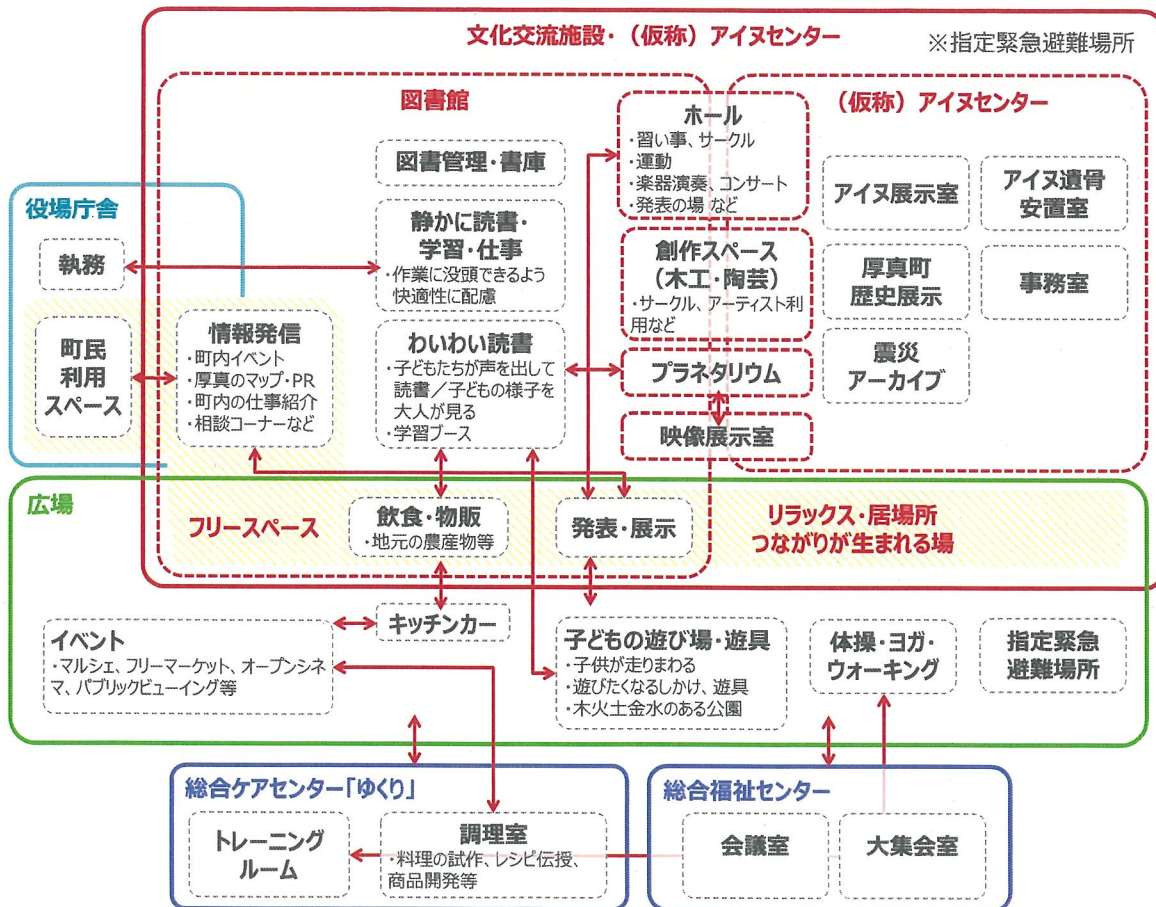 文化交流施設・（仮称）アイヌセンター
※指定緊急避難場所
図書館
（仮称）アイヌセンター
図書管理・書庫
静かに読書・
学習・仕事
・作業に没頭できるよう
快適性に配慮
わいわい読書
・子どもたちが声を出して
読書／子どもの様子を
大人が見る
・学習ブース
ホール
・習い事、サークル
・運動
・楽器演奏、コンサート
・発表の場 など
創作スペース
（木工・陶芸）
・サークル、アーティスト利
用など
プラネタリウム
映像展示室
アイヌ展示室
アイヌ遺骨
安置室
厚真町
歴史展示
事務室
震災
アーカイブ
役場庁舎
執務
町民
利用
スペース
情報発信
・町内イベント
・厚真のマップ・PR
・町内の仕事紹介
・相談コーナーなど
広場
フリースペース
飲食・物販
・地元の農産物等
発表・展示
リラックス・居場所
つながりが生まれる場
イベント
・マルシェ、フリーマーケット、オープンシネ
マ、パブリックビューイング等
キッチンカー
子どもの遊び場・遊具
・子供が走りまわる
・遊びたくなるしかけ、遊具
・木火土金水のある公園
体操・ヨガ・
ウォーキング
指定緊急
避難場所
総合ケアセンター「ゆくり」
トレーニング
ルーム
調理室
・料理の試作、レシピ伝授、
商品開発等
総合福祉センター
会議室
大集会室